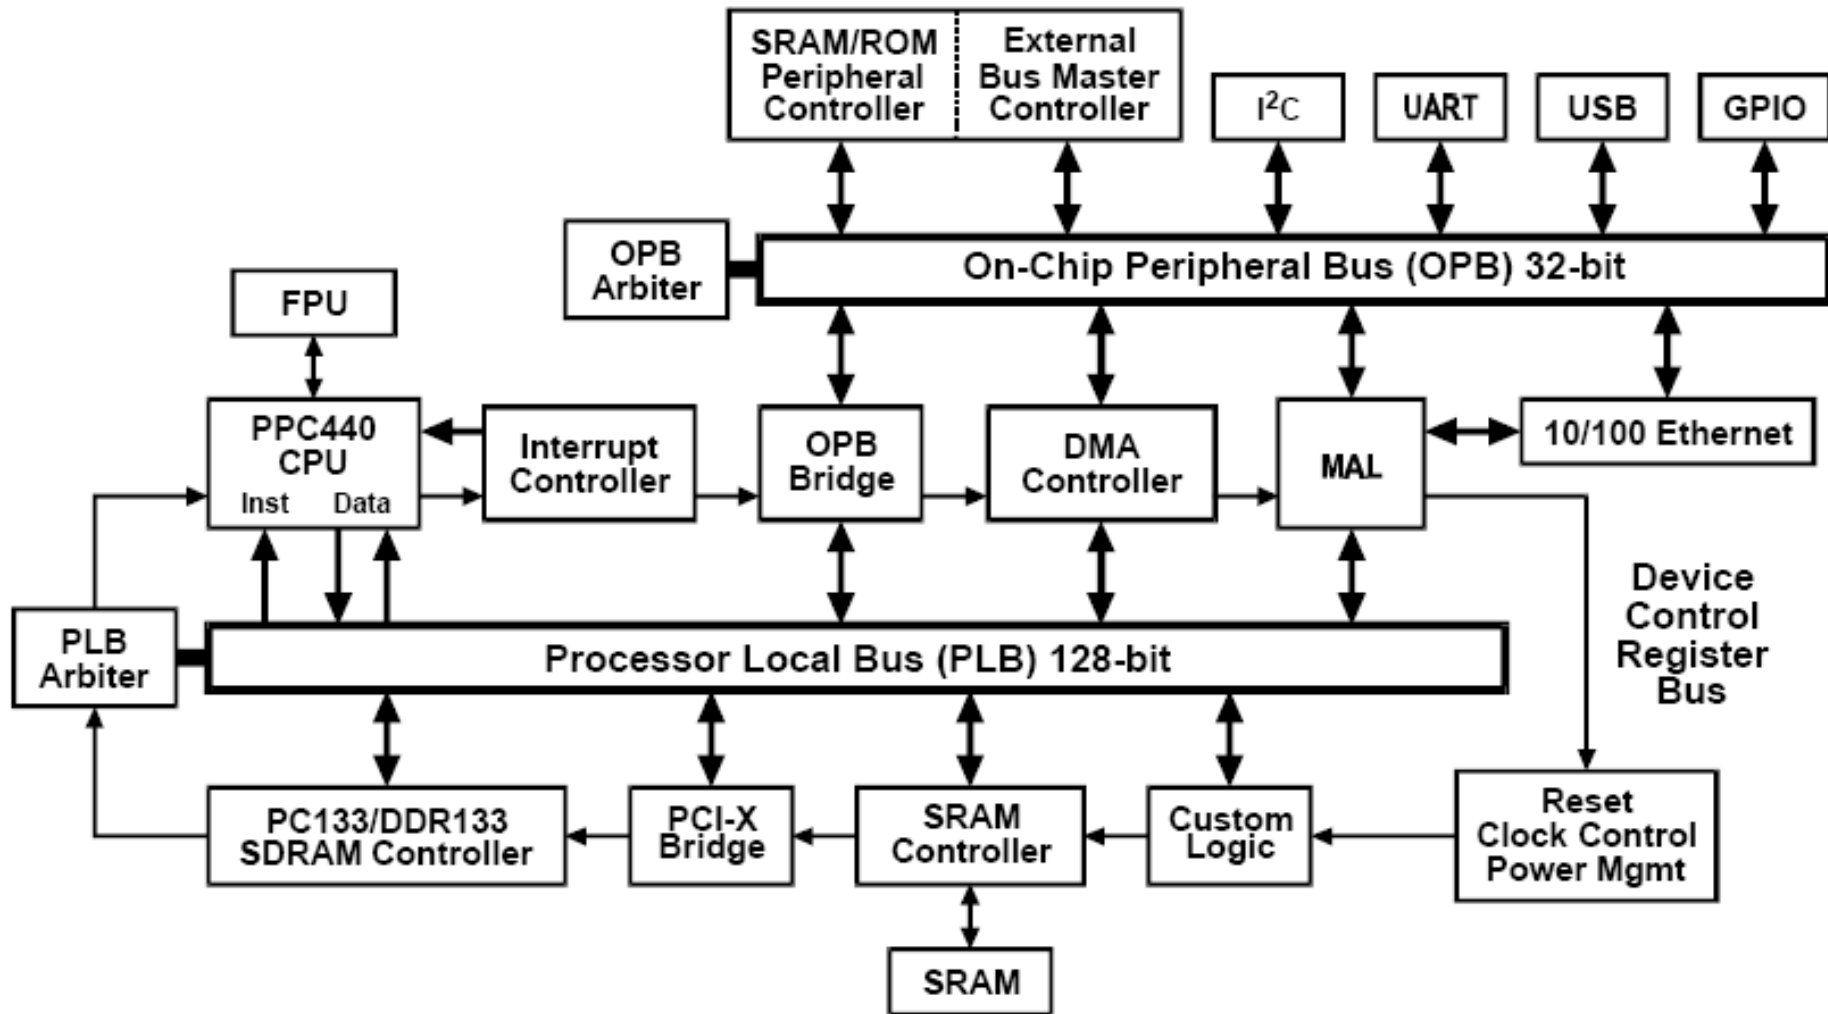 SRAM/ROM
Peripheral
Controller
External
Bus Master
Controller
I²C
UART
USB
GPIO
OPB
Arbiter
On-Chip Peripheral Bus (OPB) 32-bit
FPU
PPC440
CPU
Inst Data
Interrupt
Controller
OPB
Bridge
DMA
Controller
MAL
10/100 Ethernet
Device
Control
Register
Bus
PLB
Arbiter
Processor Local Bus (PLB) 128-bit
PC133/DDR133
SDRAM Controller
PCI-X
Bridge
SRAM
Controller
Custom
Logic
Reset
Clock Control
Power Mgmt
SRAM